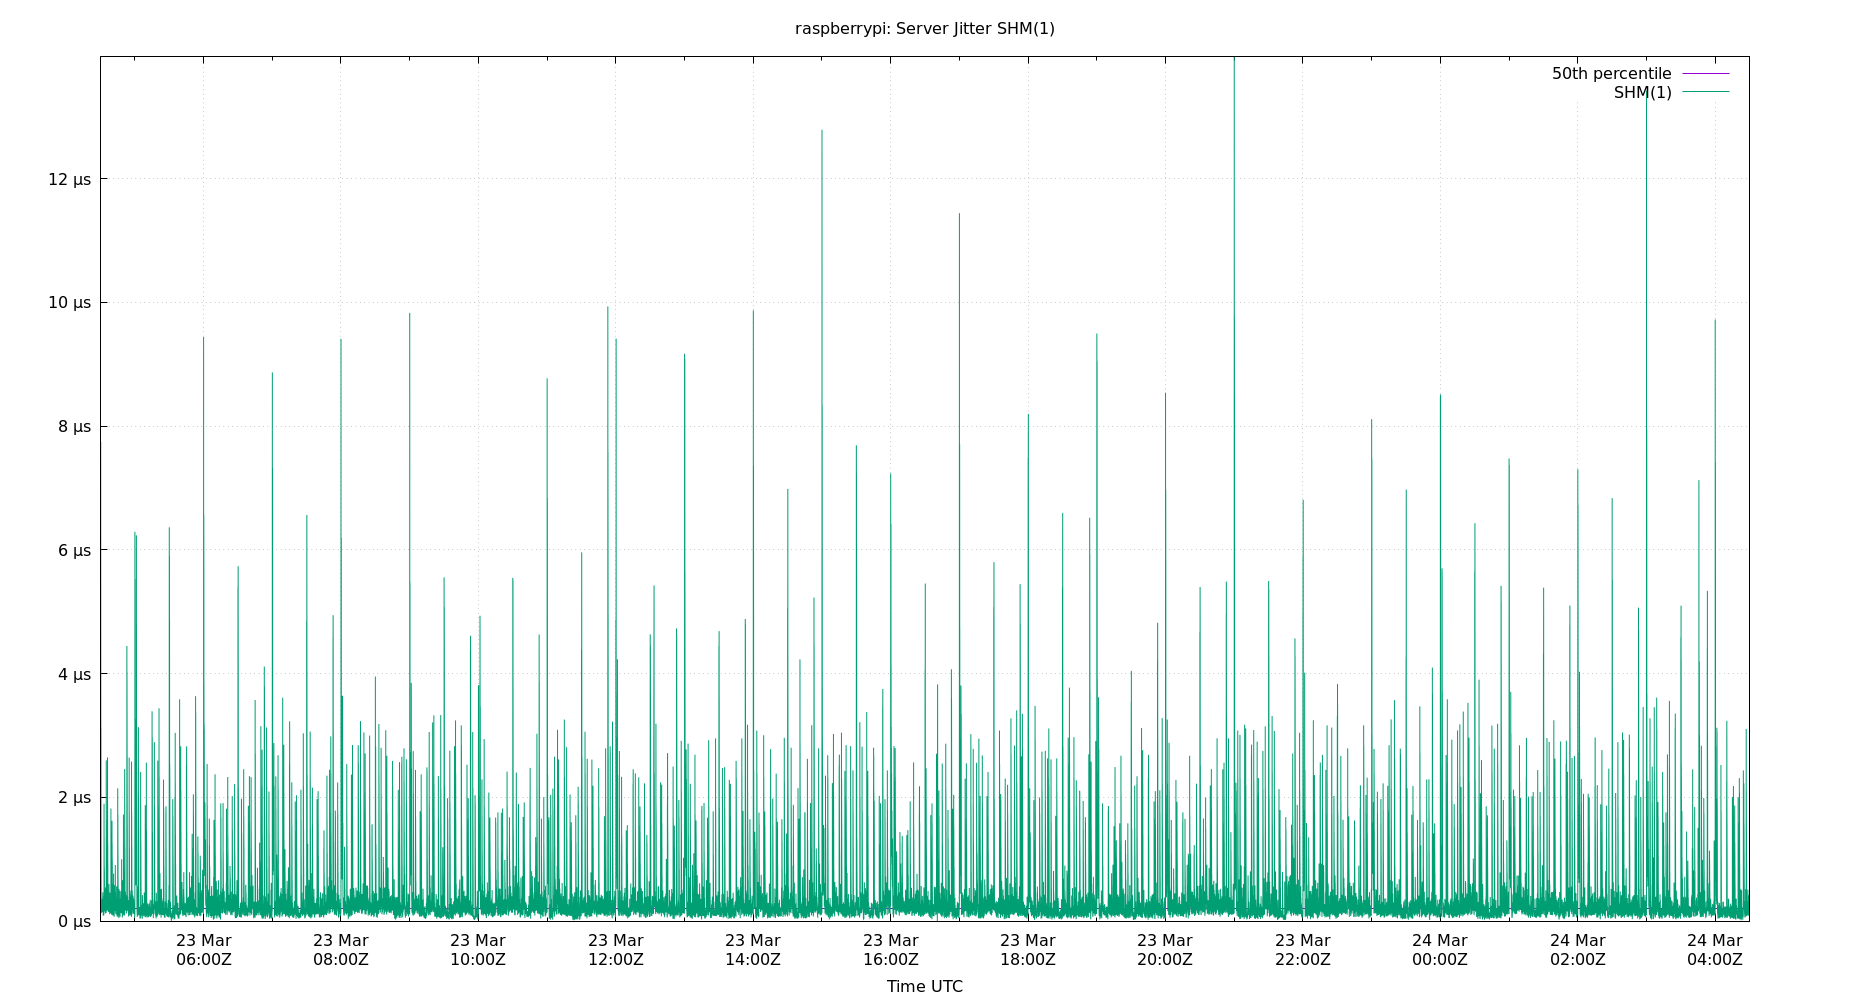 raspberrypi: Server Jitter SHM(1)
50th percentile
SHM(1)
12 µs
10 µs
8 µs
6 µs
4 µs
2 µs
0 µs
23 Mar 23 Mar 23 Mar 23 Mar 23 Mar 23 Mar 23 Mar 23 Mar 23 Mar 24 Mar 24 Mar 24 Mar
06:00Z 08:00Z 10:00Z 12:00Z 14:00Z 16:00Z 18:00Z 20:00Z 22:00Z 00:00Z 02:00Z 04:00Z
Time UTC